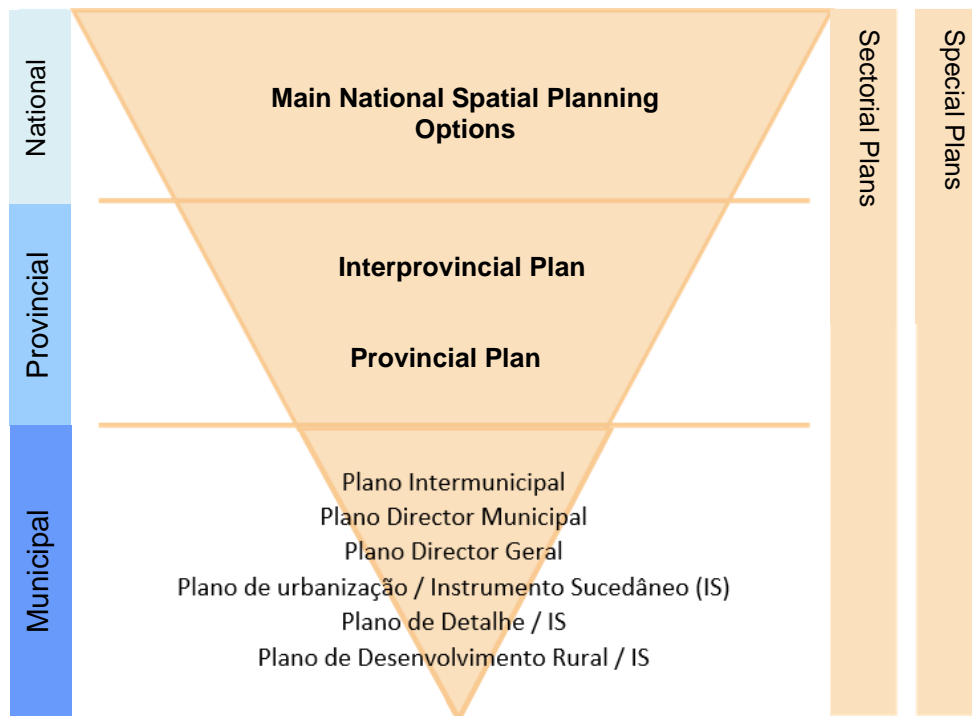 National
Main National Spatial Planning
Options
Sectorial Plans
Special Plans
Provincial
Interprovincial Plan
Provincial Plan
Municipal
Plano Intermunicipal
Plano Director Municipal
Plano Director Geral
Plano de urbanização / Instrumento Sucedâneo (IS)
Plano de Detalhe / IS
Plano de Desenvolvimento Rural / IS